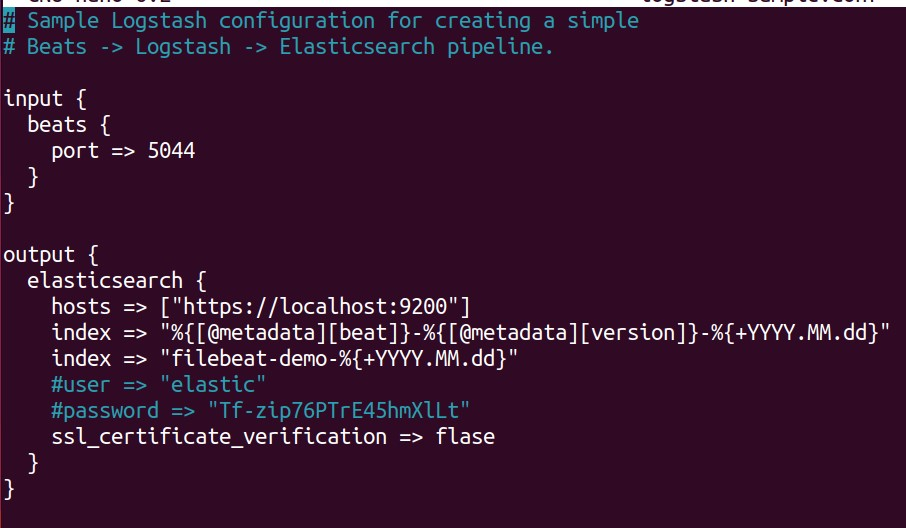 # Sample Logstash configuration for creating a simple
# Beats -> Logstash -> Elasticsearch pipeline.

input {
  beats {
    port => 5044
  }
}

output {
  elasticsearch {
    hosts => ["https://localhost:9200"]
    index => "%{[@metadata][beat]}-%{[@metadata][version]}-%{+YYYY.MM.dd}"
    index => "filebeat-demo-%{+YYYY.MM.dd}"
    #user => "elastic"
    #password => "Tf-zip76PTrE45hmXlLt"
    ssl_certificate_verification => flase
  }
}